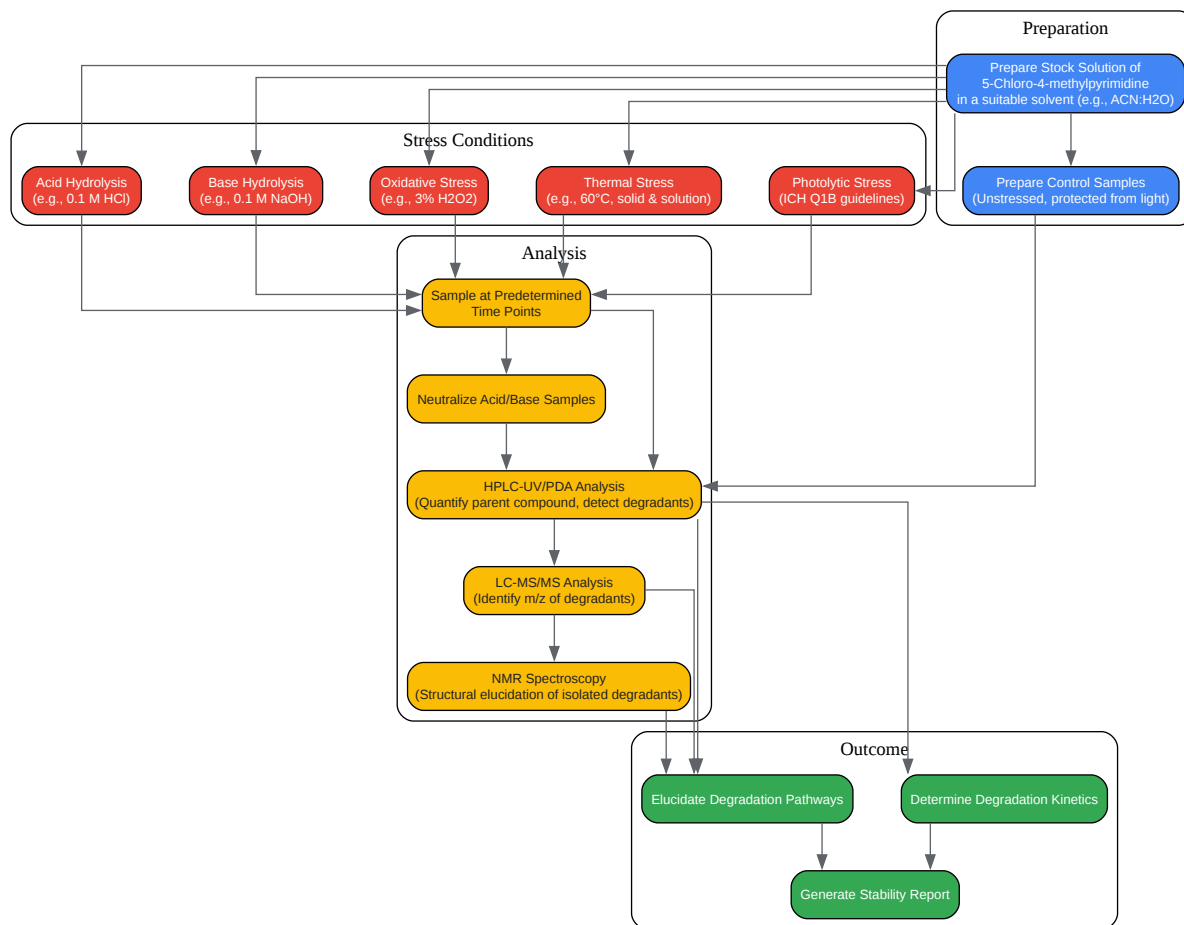 Preparation
Prepare Stock Solution of
5-Chloro-4-methylpyrimidine
in a suitable solvent (e.g., ACN:H2O)
Stress Conditions
Acid Hydrolysis
(e.g., 0.1 M HCl)
Base Hydrolysis
(e.g., 0.1 M NaOH)
Oxidative Stress
(e.g., 3% H2O2)
Thermal Stress
(e.g., 60°C, solid & solution)
Photolytic Stress
(ICH Q1B guidelines)
Prepare Control Samples
(Unstressed, protected from light)
Analysis
Sample at Predetermined
Time Points
Neutralize Acid/Base Samples
HPLC-UV/PDA Analysis
(Quantify parent compound, detect degradants)
LC-MS/MS Analysis
(Identify m/z of degradants)
NMR Spectroscopy
(Structural elucidation of isolated degradants)
Outcome
Elucidate Degradation Pathways
Determine Degradation Kinetics
Generate Stability Report